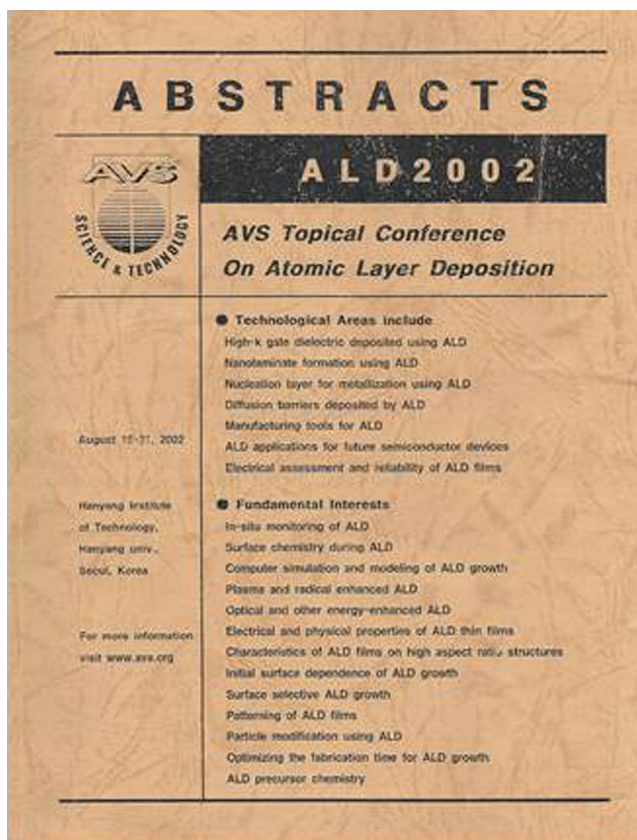 ABSTRACTS
AVS
SCIENCE & TECHNOLOGY
ALD2002
AVS Topical Conference
On Atomic Layer Deposition
● Technological Areas include
High-k gate dielectric deposited using ALD
Nanolaminate formation using ALD
Nucleation layer for metallization using ALD
Diffusion barriers deposited by ALD
Manufacturing tools for ALD
ALD applications for future semiconductor devices
Electrical assessment and reliability of ALD films
August 2002
Hanyang Institute
of Technology,
Hanyang univ.,
Seoul, Korea
For more information
visit www.avs.org
● Fundamental Interests
In-situ monitoring of ALD
Surface chemistry during ALD
Computer simulation and modeling of ALD growth
Plasma and radical enhanced ALD
Optical and other energy-enhanced ALD
Electrical and physical properties of ALD thin films
Characteristics of ALD films on high aspect ratio structures
Initial surface dependence of ALD growth
Surface selective ALD growth
Patterning of ALD films
Particle modification using ALD
Optimizing the fabrication time for ALD growth
ALD precursor chemistry